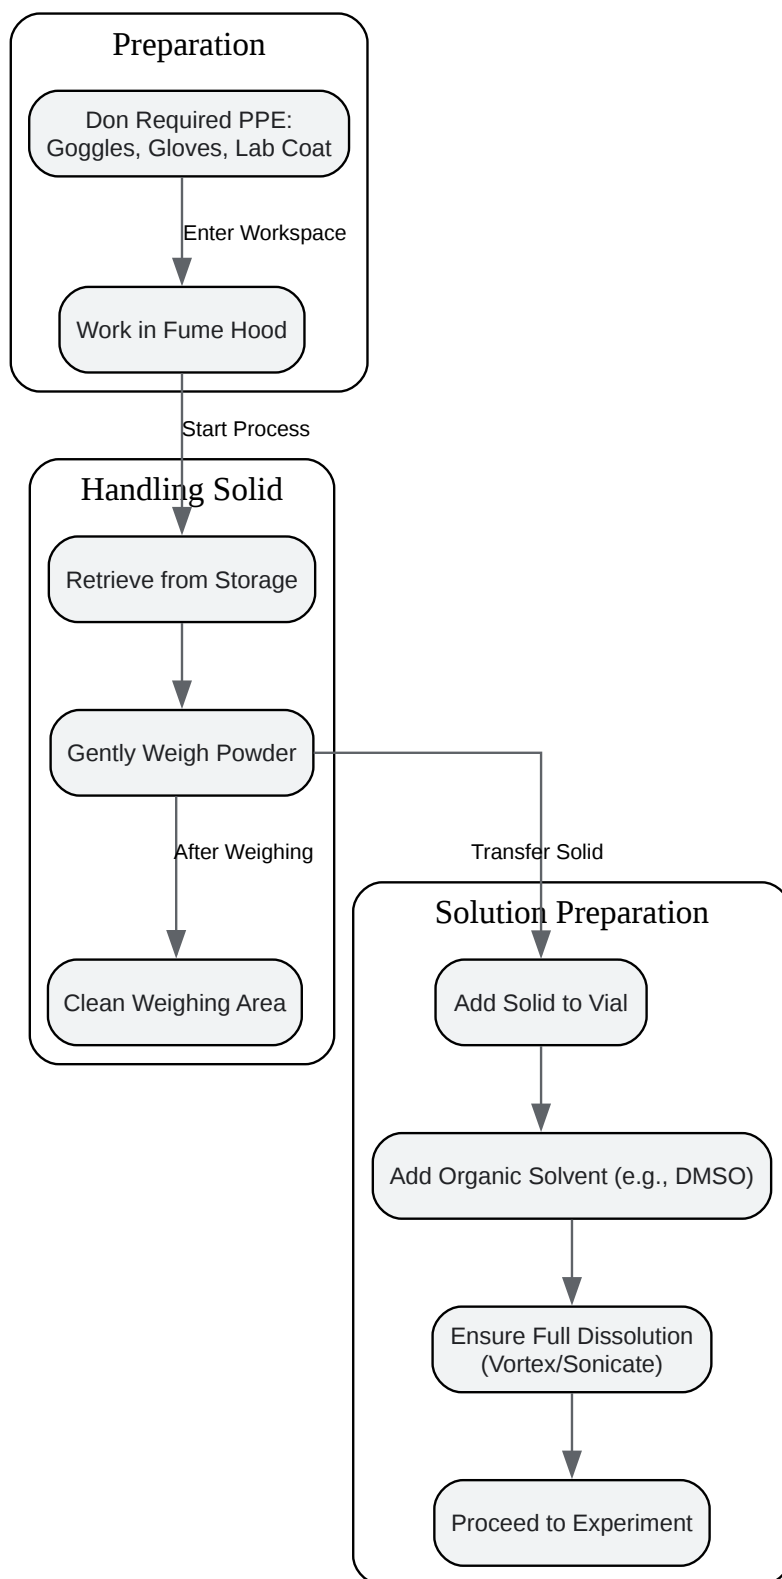 Preparation
Don Required PPE:
Goggles, Gloves, Lab Coat
Enter Workspace
Work in Fume Hood
Start Process
Handling Solid
Retrieve from Storage
Gently Weigh Powder
After Weighing
Transfer Solid
Solution Preparation
Clean Weighing Area
Add Solid to Vial
Add Organic Solvent (e.g., DMSO)
Ensure Full Dissolution
(Vortex/Sonicate)
Proceed to Experiment